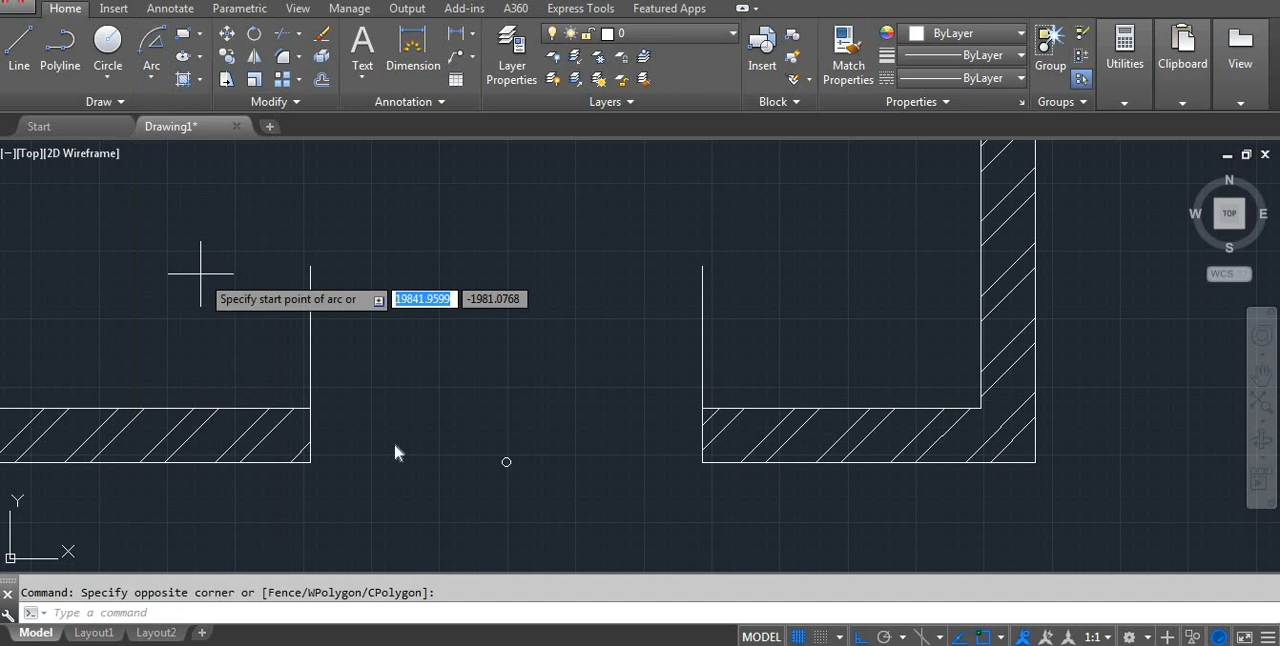 Home Insert Annotate Parametric View Manage Output Add-ins A360 Express Tools Featured Apps
0 ByLayer
ByLayer
ByLayer
Line Polyline Circle Arc Text Dimension Layer Properties Insert Match Properties Group Utilities Clipboard View
Draw Modify Annotation Layers Block Properties Groups
Start Drawing1*
[−][Top][2D Wireframe]
N
W TOP E
S
WCS
Specify start point of arc or 19841.9599 -1981.0768
Y
X
Command: Specify opposite corner or [Fence/WPolygon/CPolygon]:
Type a command
Model Layout1 Layout2 + MODEL 1:1